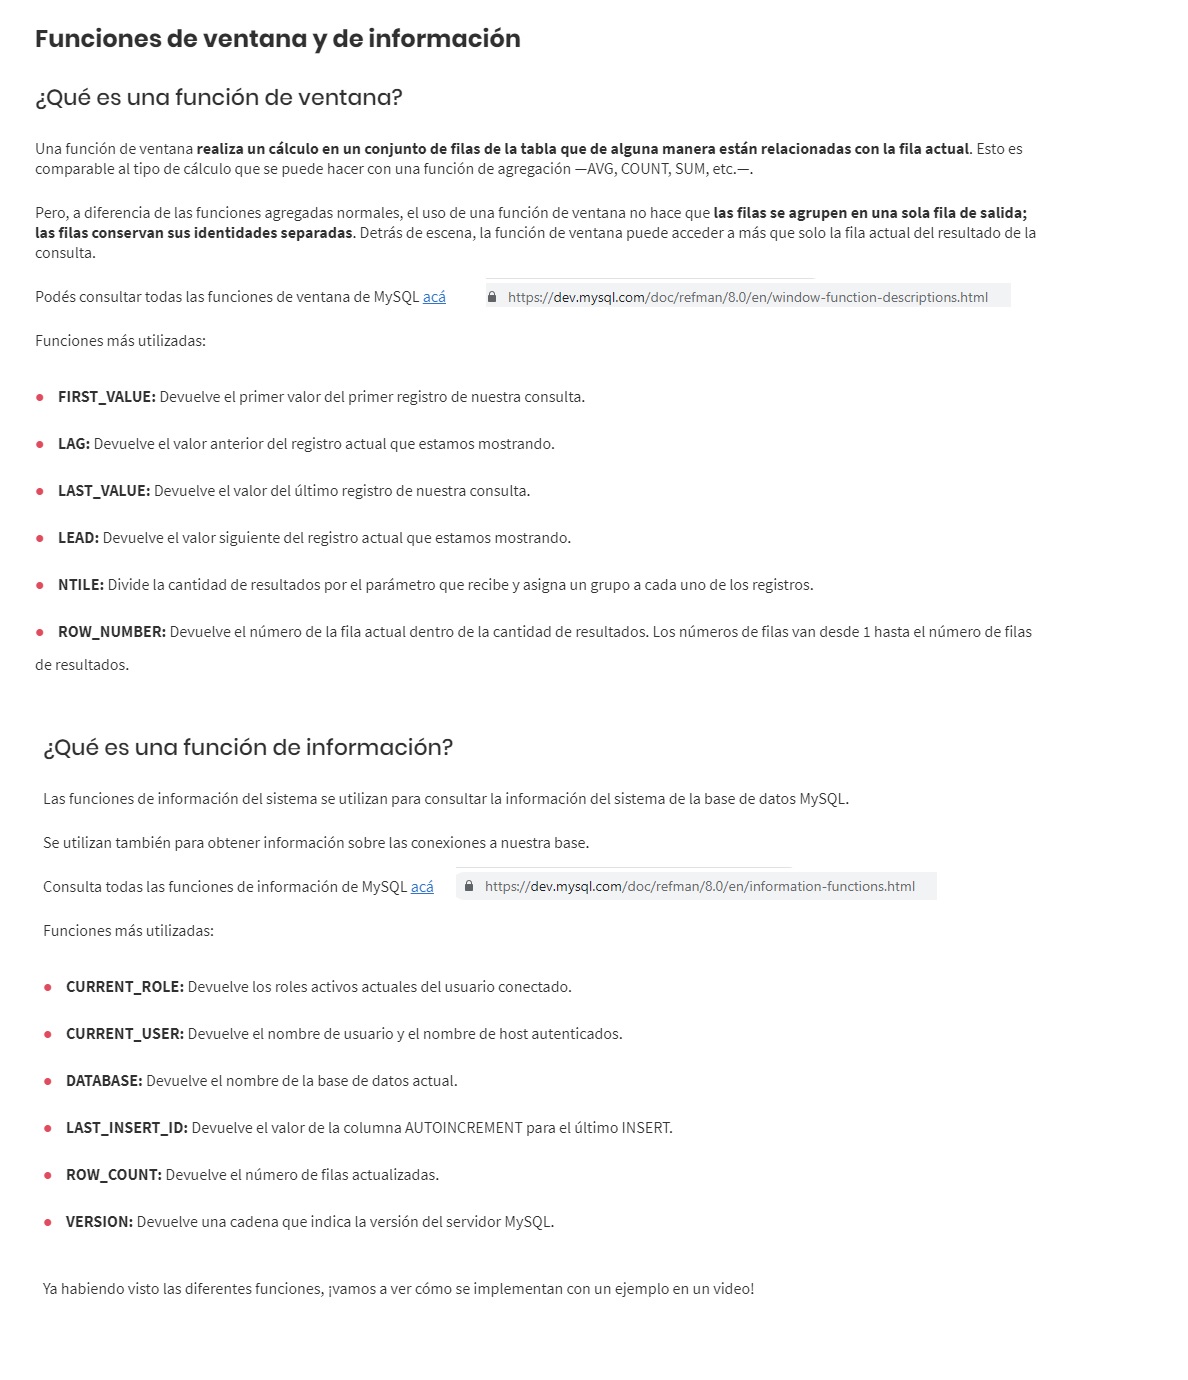 Funciones de ventana y de información
¿Qué es una función de ventana?
Una función de ventana realiza un cálculo en un conjunto de filas de la tabla que de alguna manera están relacionadas con la fila actual. Esto es
comparable al tipo de cálculo que se puede hacer con una función de agregación —AVG, COUNT, SUM, etc.—.
Pero, a diferencia de las funciones agregadas normales, el uso de una función de ventana no hace que las filas se agrupen en una sola fila de salida;
las filas conservan sus identidades separadas. Detrás de escena, la función de ventana puede acceder a más que solo la fila actual del resultado de la
consulta.
Podés consultar todas las funciones de ventana de MySQL acá https://dev.mysql.com/doc/refman/8.0/en/window-function-descriptions.html
Funciones más utilizadas:
● FIRST_VALUE: Devuelve el primer valor del primer registro de nuestra consulta.
● LAG: Devuelve el valor anterior del registro actual que estamos mostrando.
● LAST_VALUE: Devuelve el valor del último registro de nuestra consulta.
● LEAD: Devuelve el valor siguiente del registro actual que estamos mostrando.
● NTILE: Divide la cantidad de resultados por el parámetro que recibe y asigna un grupo a cada uno de los registros.
● ROW_NUMBER: Devuelve el número de la fila actual dentro de la cantidad de resultados. Los números de filas van desde 1 hasta el número de filas
de resultados.
¿Qué es una función de información?
Las funciones de información del sistema se utilizan para consultar la información del sistema de la base de datos MySQL.
Se utilizan también para obtener información sobre las conexiones a nuestra base.
Consulta todas las funciones de información de MySQL acá https://dev.mysql.com/doc/refman/8.0/en/information-functions.html
Funciones más utilizadas:
● CURRENT_ROLE: Devuelve los roles activos actuales del usuario conectado.
● CURRENT_USER: Devuelve el nombre de usuario y el nombre de host autenticados.
● DATABASE: Devuelve el nombre de la base de datos actual.
● LAST_INSERT_ID: Devuelve el valor de la columna AUTOINCREMENT para el último INSERT.
● ROW_COUNT: Devuelve el número de filas actualizadas.
● VERSION: Devuelve una cadena que indica la versión del servidor MySQL.
Ya habiendo visto las diferentes funciones, ¡vamos a ver cómo se implementan con un ejemplo en un video!